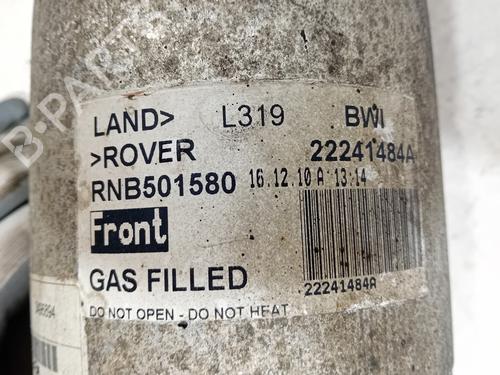 LAND> L319 BWI
>ROVER 22241484A
RNB501580 16.12.10 A 13:14
Front
GAS FILLED
22241484A
DO NOT OPEN - DO NOT HEAT
B-PARTS